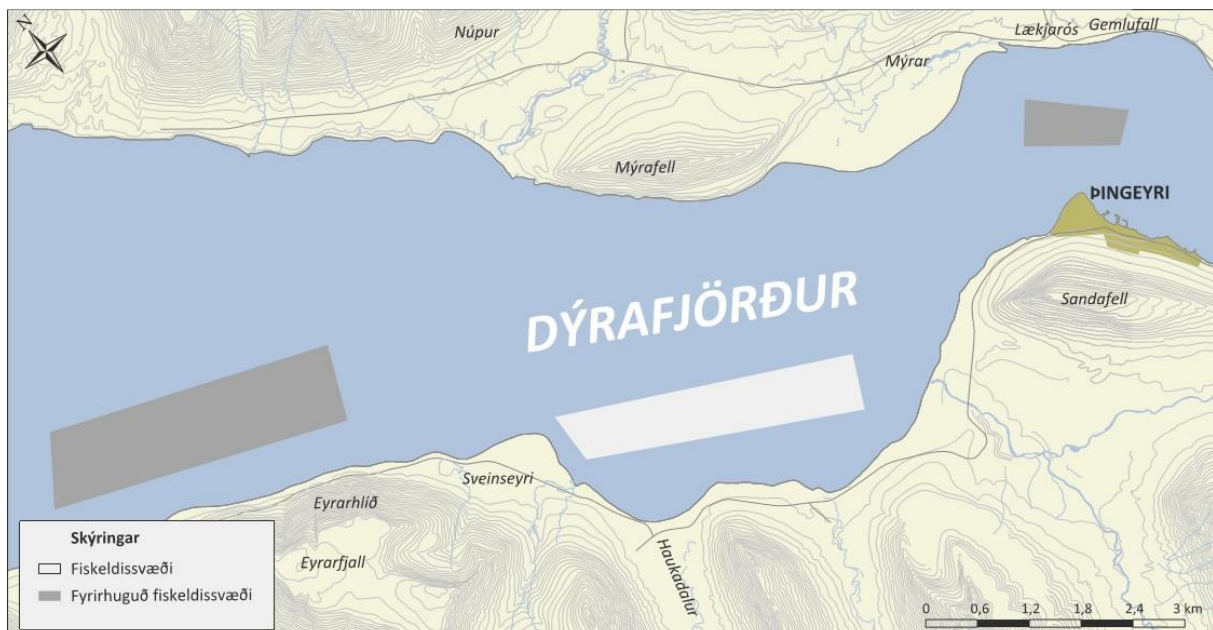 N
Núpur
Lækjarós
Gemlufall
Mýrar
Mýrafell
ÞINGEYRI
DÝRAFJÖRÐUR
Sandafell
Sveinseyri
Eyrarhlíð
Eyrarfjall
Haukadalur
Skýringar
Fiskeldissvæði
Fyrirhuguð fiskeldissvæði
0 0,6 1,2 1,8 2,4 3 km